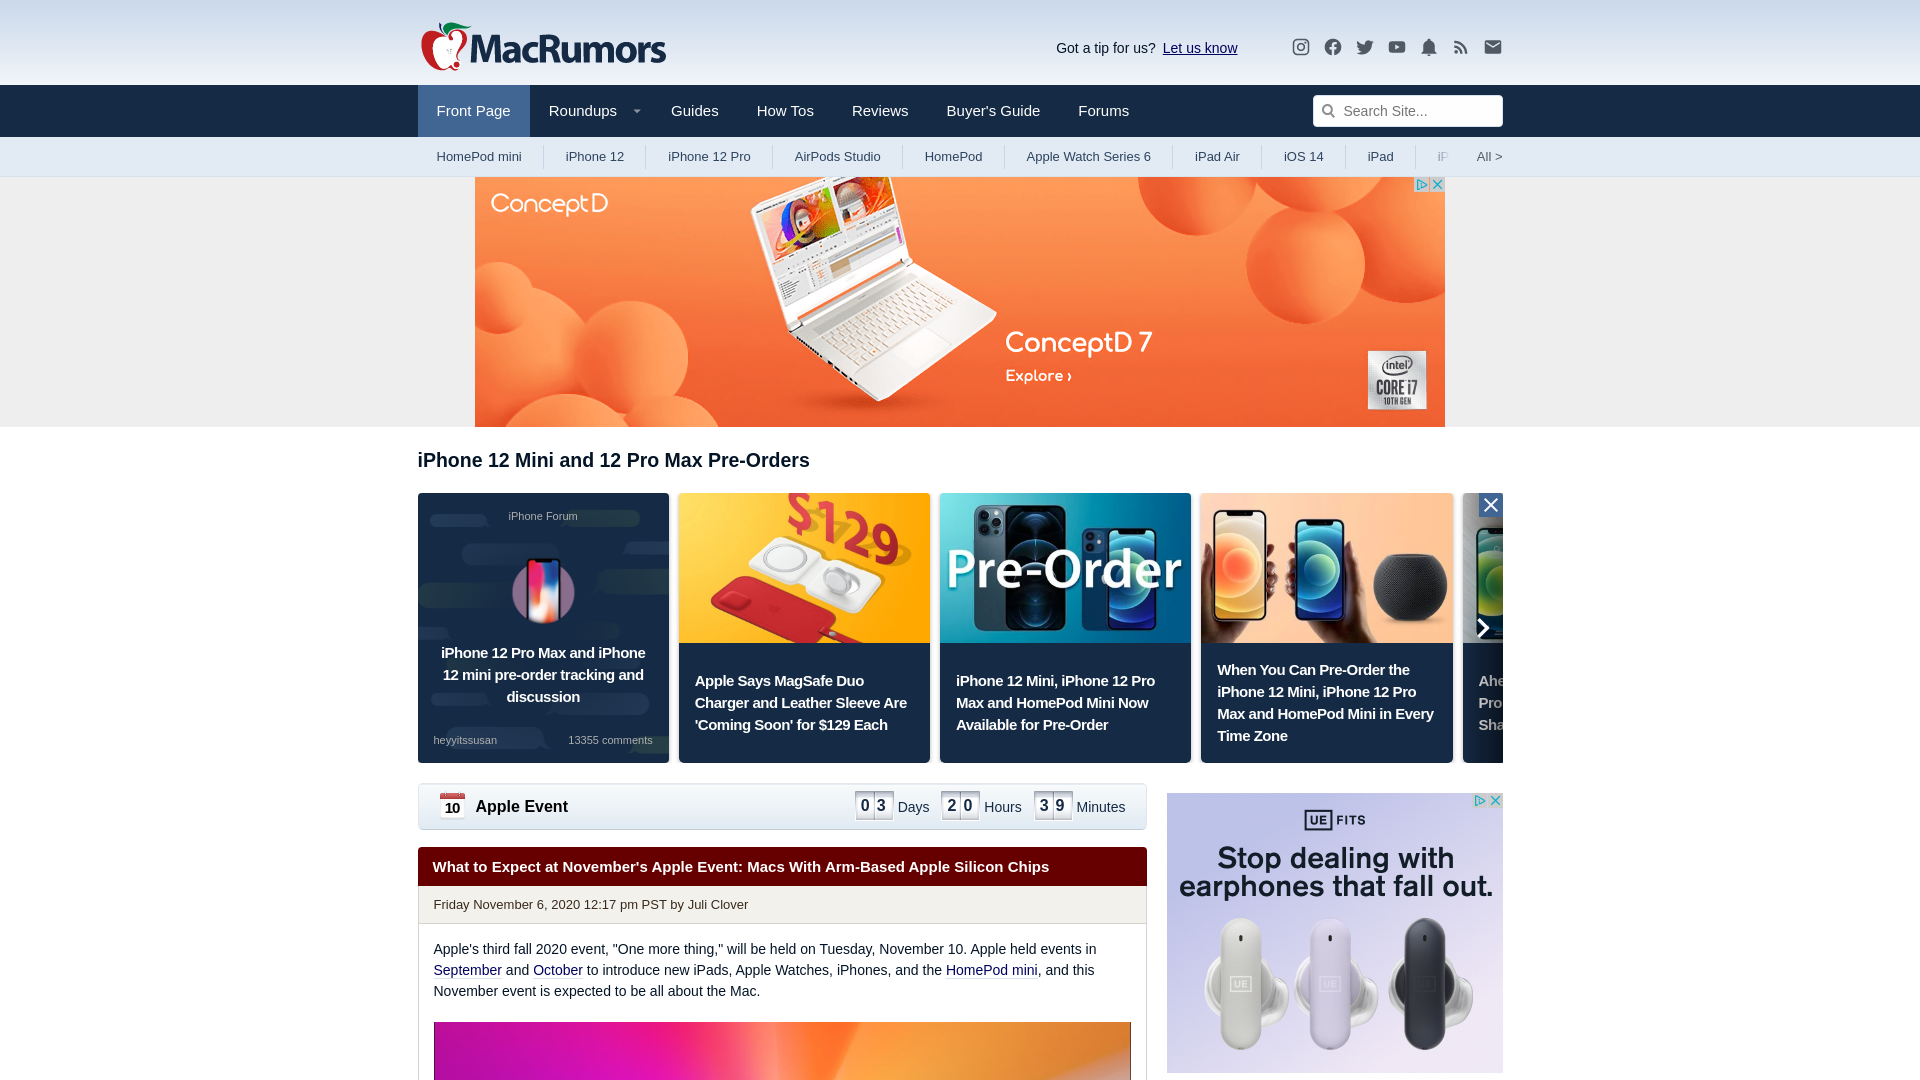 MacRumors
Got a tip for us? Let us know
Front Page
Roundups
Guides
How Tos
Reviews
Buyer's Guide
Forums
Search Site...
HomePod mini
iPhone 12
iPhone 12 Pro
AirPods Studio
HomePod
Apple Watch Series 6
iPad Air
iOS 14
iPad
iP
All >
ConceptD
ConceptD 7
Explore ›
intel
CORE i7
10TH GEN
iPhone 12 Mini and 12 Pro Max Pre-Orders
iPhone Forum
iPhone 12 Pro Max and iPhone
12 mini pre-order tracking and
discussion
heyyitssusan
13355 comments
$129
Apple Says MagSafe Duo
Charger and Leather Sleeve Are
'Coming Soon' for $129 Each
Pre-Order
iPhone 12 Mini, iPhone 12 Pro
Max and HomePod Mini Now
Available for Pre-Order
When You Can Pre-Order the
iPhone 12 Mini, iPhone 12 Pro
Max and HomePod Mini in Every
Time Zone
Ahe
Pro
Sha
10
Apple Event
03 Days 20 Hours 39 Minutes
What to Expect at November's Apple Event: Macs With Arm-Based Apple Silicon Chips
Friday November 6, 2020 12:17 pm PST by Juli Clover
Apple's third fall 2020 event, "One more thing," will be held on Tuesday, November 10. Apple held events in
September and October to introduce new iPads, Apple Watches, iPhones, and the HomePod mini, and this
November event is expected to be all about the Mac.
UE FITS
Stop dealing with
earphones that fall out.
UE
UE
UE